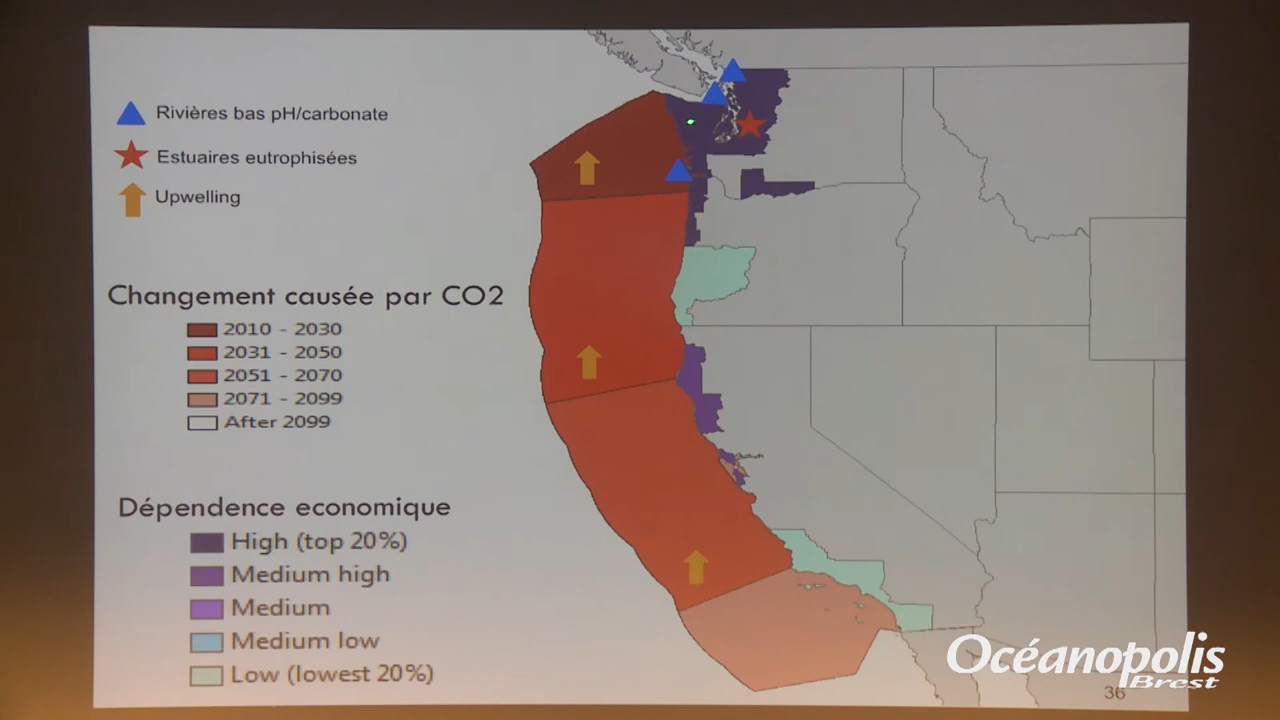 Rivières bas pH/carbonate
Estuaires eutrophisées
Upwelling
Changement causée par CO2
2010 - 2030
2031 - 2050
2051 - 2070
2071 - 2099
After 2099
Dépendence economique
High (top 20%)
Medium high
Medium
Medium low
Low (lowest 20%)
Océanopolis
Brest
36